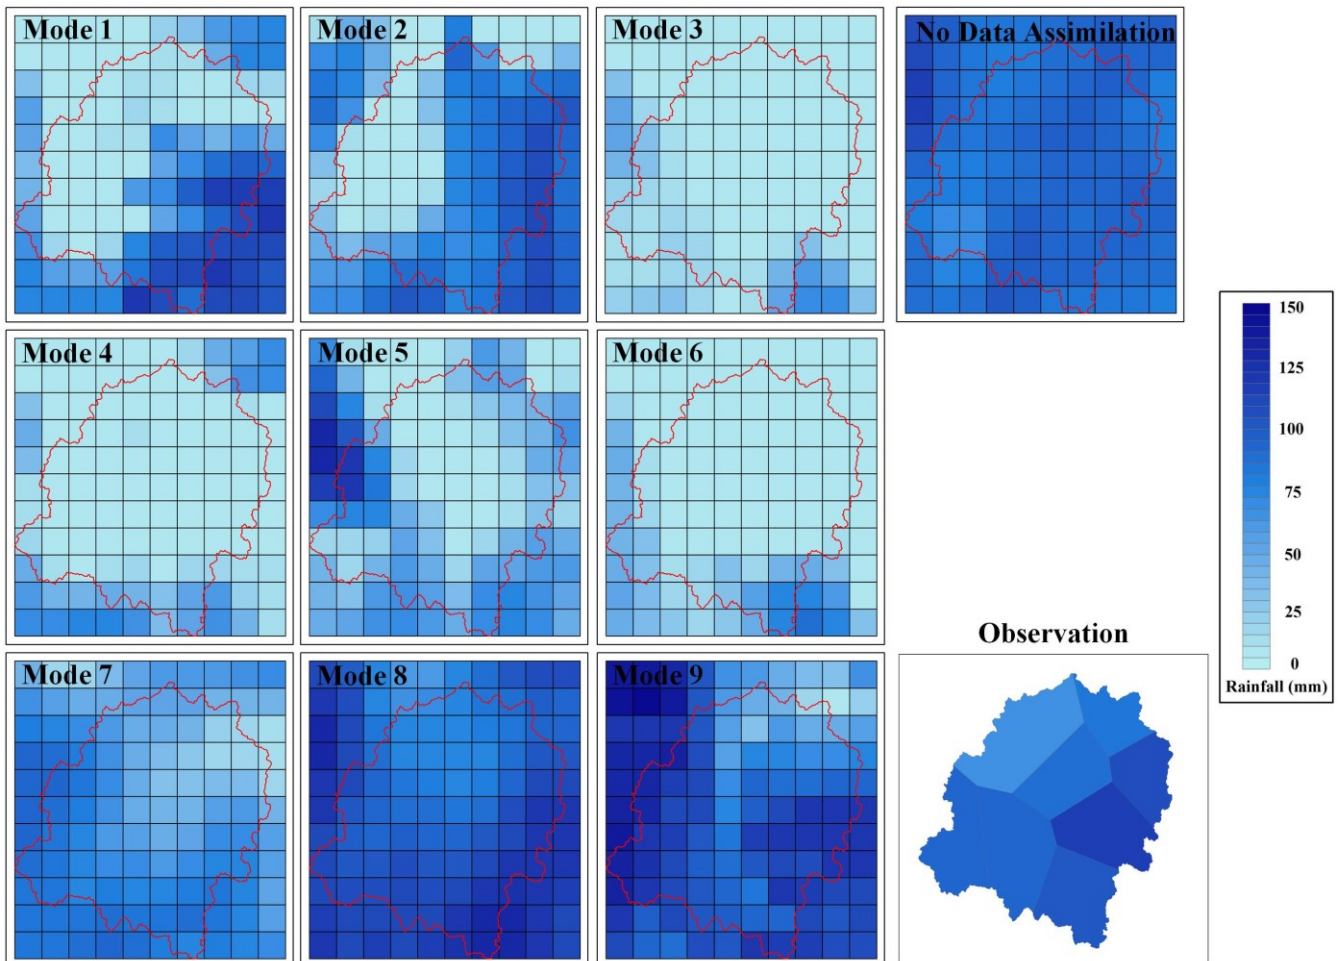 Mode 1
Mode 2
Mode 3
No Data Assimilation
Mode 4
Mode 5
Mode 6
150
125
100
75
50
25
0
Rainfall (mm)
Mode 7
Mode 8
Mode 9
Observation